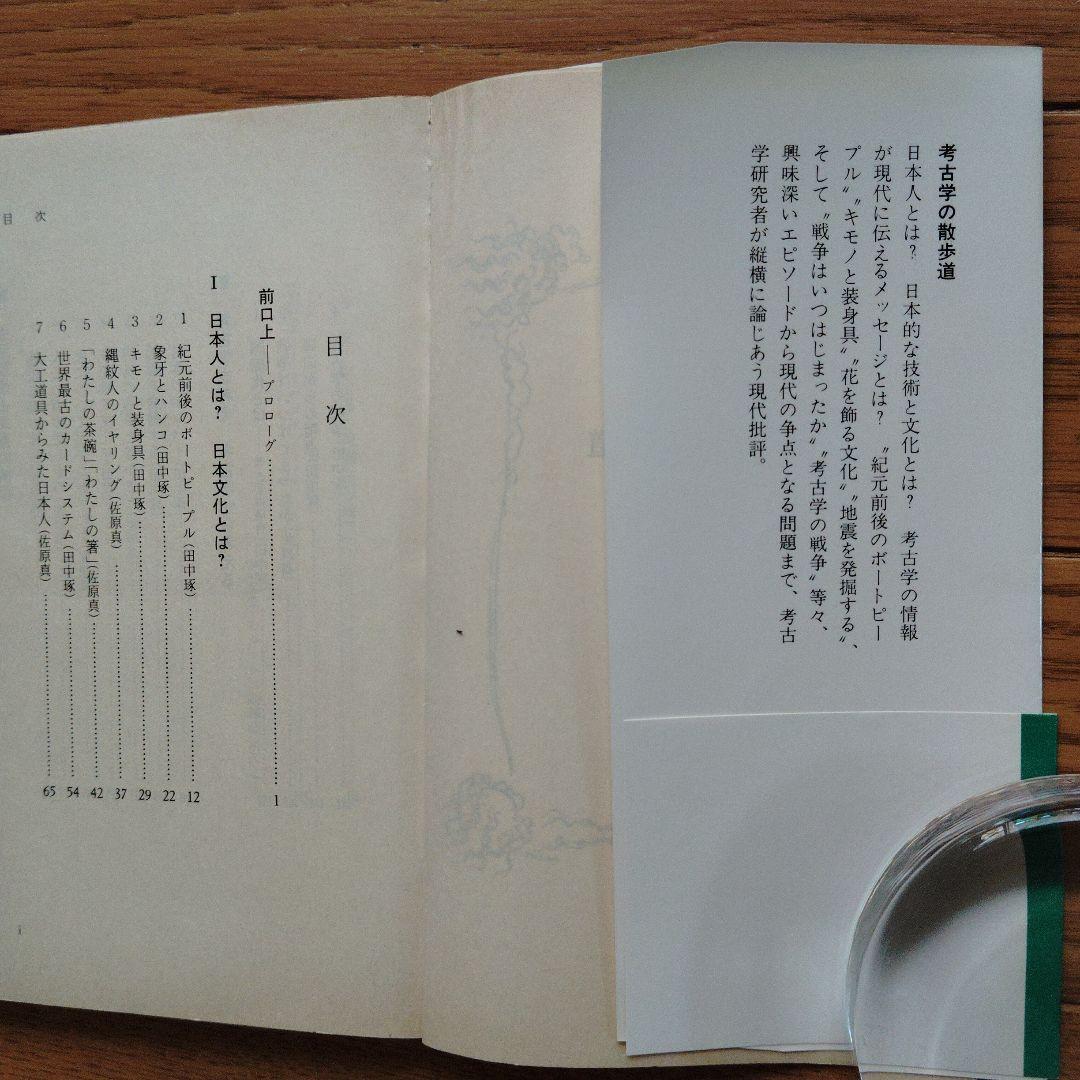 考古学の散歩道
日本人とは? 日本的な技術と文化とは? 考古学の情報
が現代に伝えるメッセージとは? 〝紀元前後のボートピー
プル〟〝キモノと装身具〟〝花を飾る文化〟〝地震を発掘する〟、
そして〝戦争はいつはじまったか〟〝考古学の戦争〟等々、
興味深いエピソードから現代の争点となる問題まで、考古
学研究者が縦横に論じあう現代批評。
目次
前口上——プロローグ……………………1
I 日本人とは? 日本文化とは?
1 紀元前後のボートピープル(田中琢)……………………12
2 象牙とハンコ(田中琢)……………………22
3 キモノと装身具(田中琢)……………………29
4 縄紋人のイヤリング(佐原真)……………………37
5 「わたしの茶碗」「わたしの箸」(佐原真)……………………42
6 世界最古のカードシステム(田中琢)……………………54
7 大工道具からみた日本人(佐原真)……………………65
目次
i